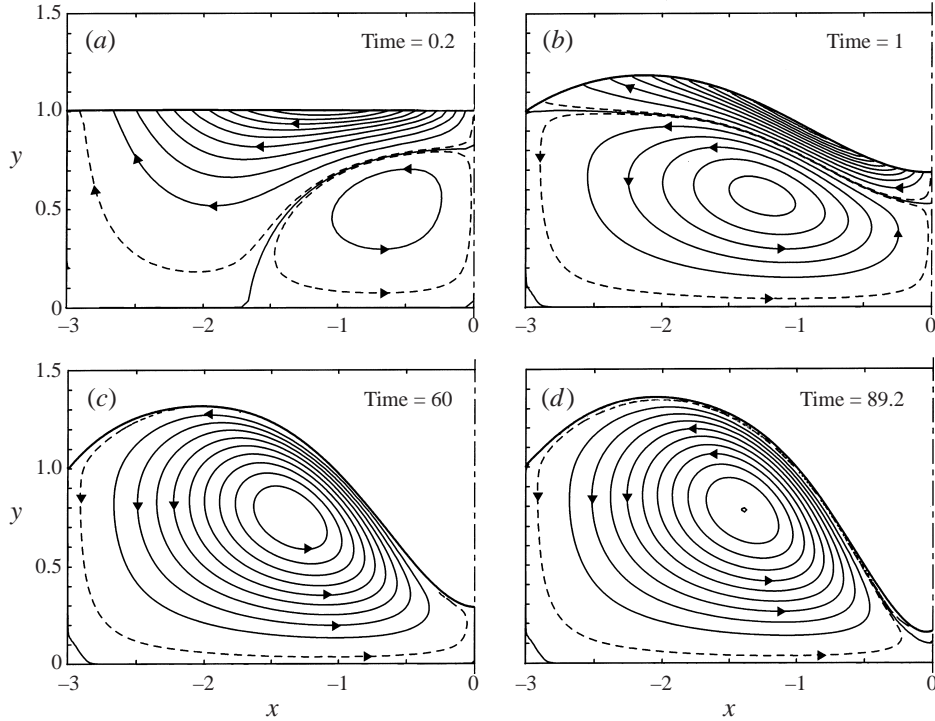 1.5
(a)
Time = 0.2
1.0
y
0.5
0
–3
–2
–1
0
(b)
Time = 1
–3
–2
–1
0
1.5
(c)
Time = 60
1.0
y
0.5
0
–3
–2
–1
0
x
(d)
Time = 89.2
–3
–2
–1
0
x